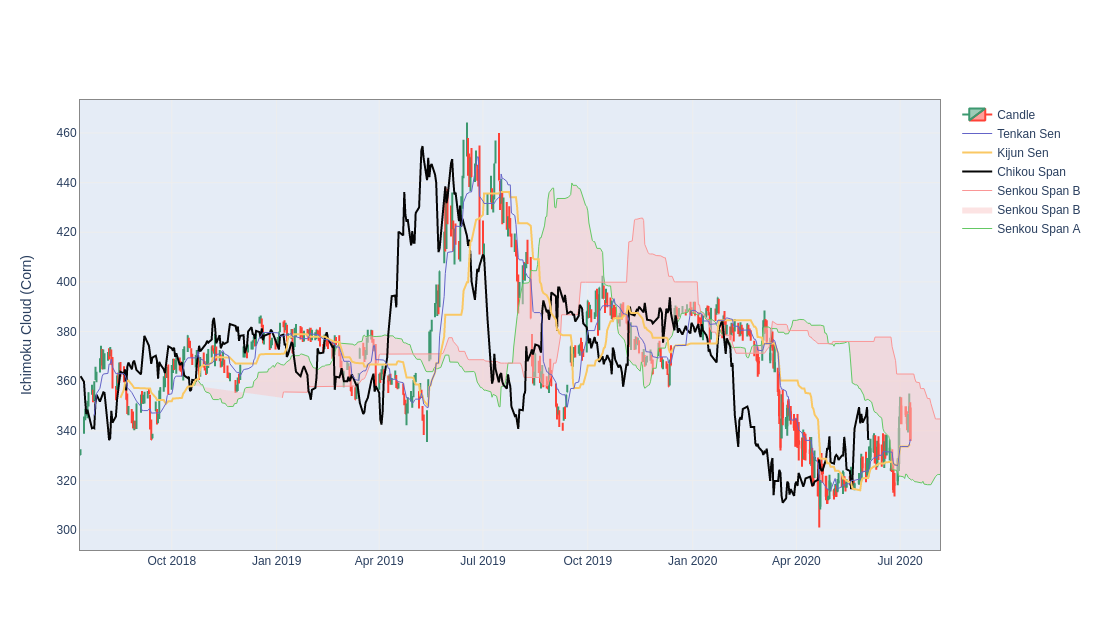 Ichimoku Cloud (Corn)
460
440
420
400
380
360
340
320
300
Oct 2018
Jan 2019
Apr 2019
Jul 2019
Oct 2019
Jan 2020
Apr 2020
Jul 2020
Candle
Tenkan Sen
Kijun Sen
Chikou Span
Senkou Span B
Senkou Span B
Senkou Span A